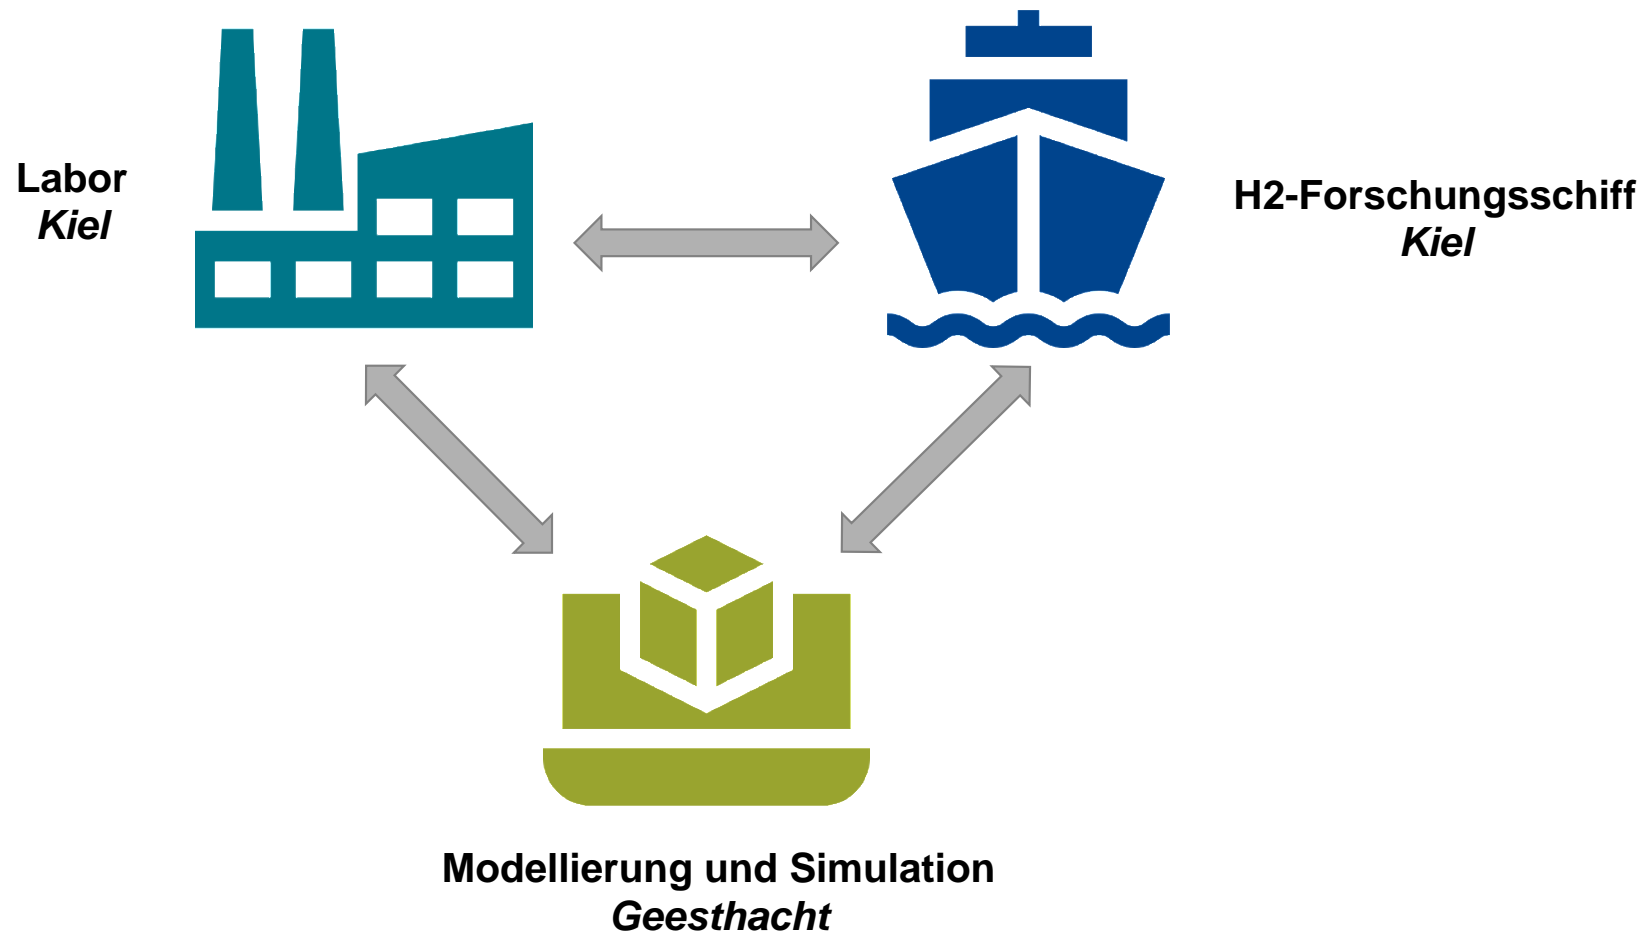 Labor
Kiel
H2-Forschungsschiff
Kiel
Modellierung und Simulation
Geesthacht